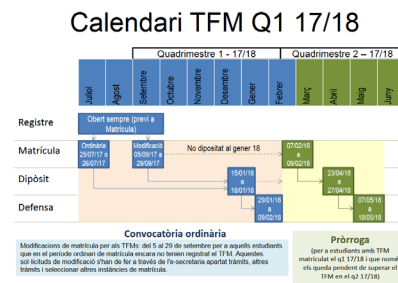 Calendari TFM Q1 17/18
Quadrimestre 1 - 17/18
Quadrimestre 2 – 17/18
Juliol
Agost
Setembre
Octubre
Novembre
Desembre
Gener
Febrer
Març
Abril
Maig
Juny
Registre
Obert sempre (previ a
Matrícula)
Matrícula
Ordinària:
25/07/17 o
26/07/17
Modificació
05/09/17 a
29/09/17
No dipositat al gener 18
07/02/18
a
09/02/18
Dipòsit
15/01/18
a
18/01/18
23/04/18
a
27/04/18
Defensa
29/01/18
a
09/02/18
07/05/18
a
18/05/18
Convocatòria ordinària
Modificacions de matrícula per als TFMs: del 5 al 29 de setembre per a aquells estudiants
que en el període ordinari de matrícula encara no tenien registrat el TFM. Aquestes
sol·licituds de modificació s'han de fer a través de l'e-secretaria apartat tràmits, altres
tràmits i seleccionar altres instàncies de matrícula.
Pròrroga
(per a estudiants amb TFM
matriculat el q1 17/18 i que només
els queda pendent de superar el
TFM en el q2 17/18)